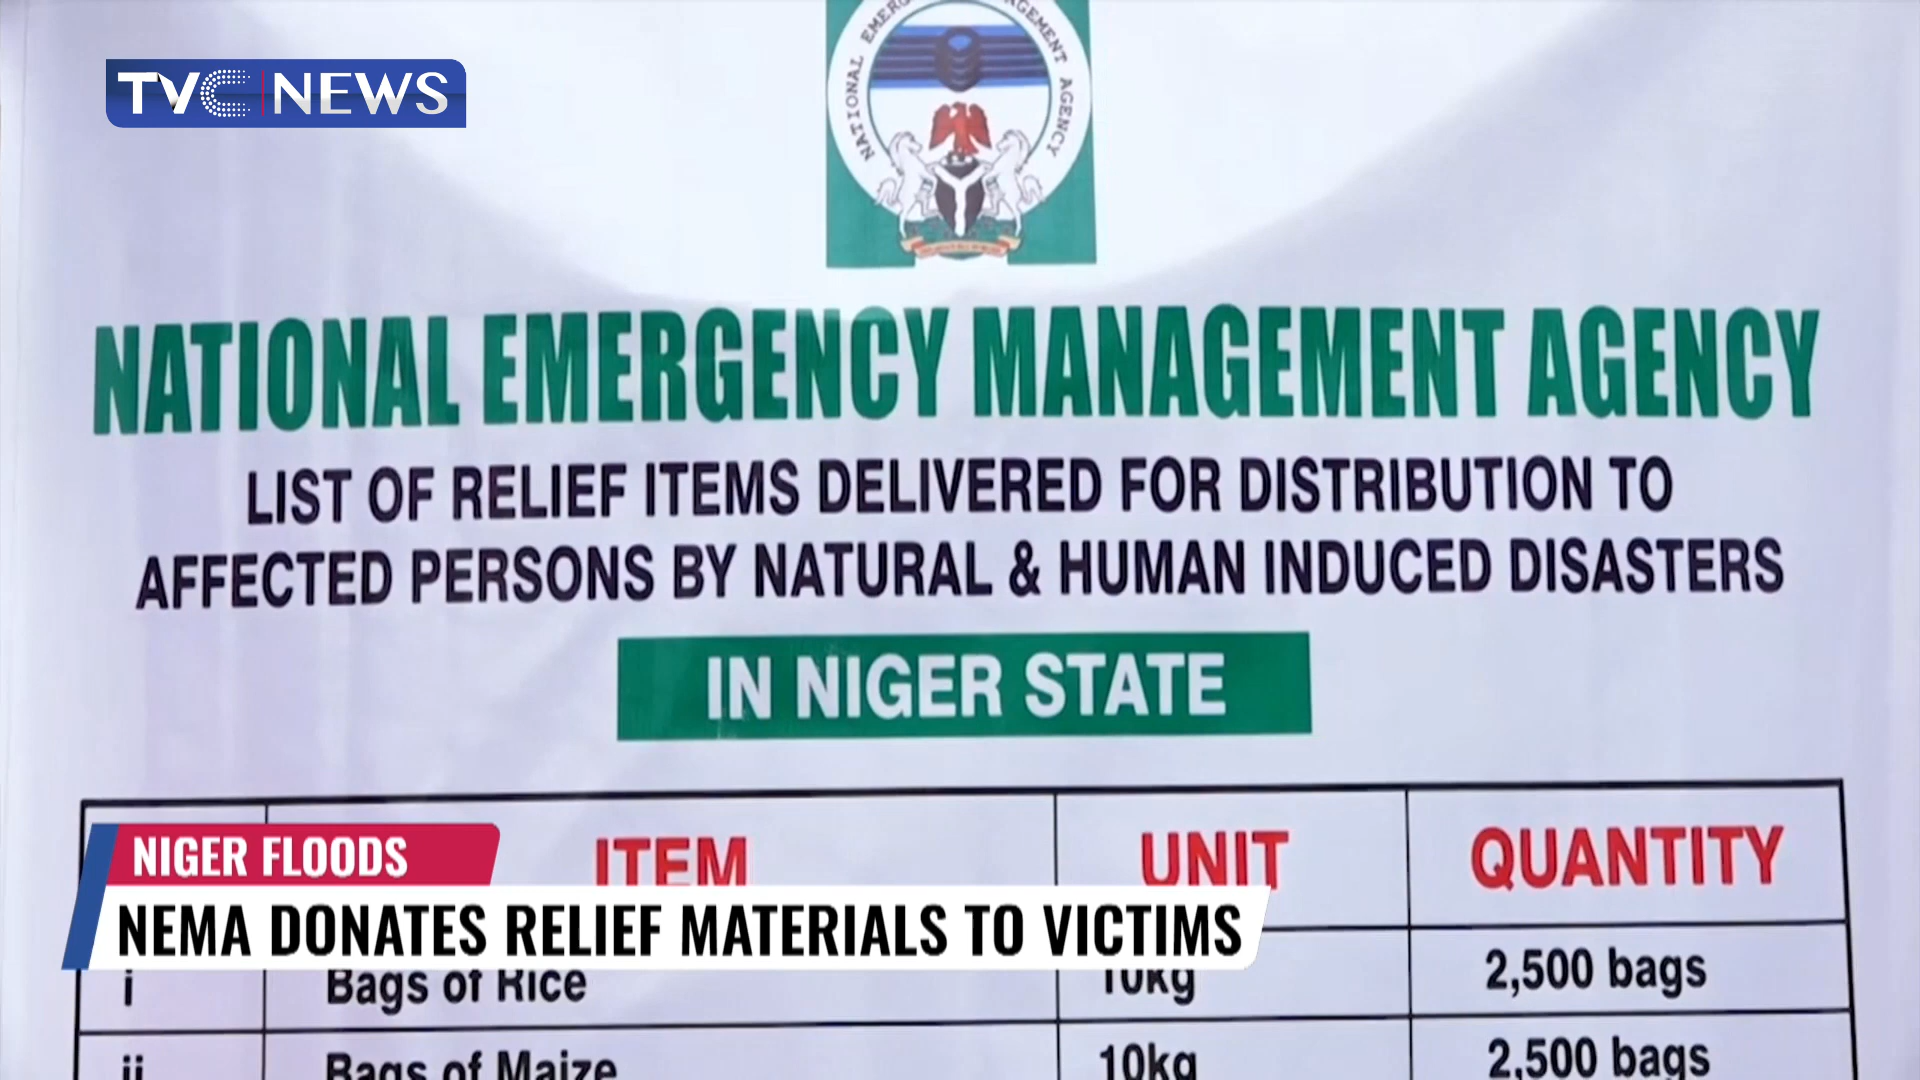 NATIONAL EMERGENCY MANAGEMENT AGENCY
TVC NEWS
NATIONAL EMERGENCY MANAGEMENT AGENCY
LIST OF RELIEF ITEMS DELIVERED FOR DISTRIBUTION TO
AFFECTED PERSONS BY NATURAL & HUMAN INDUCED DISASTERS
IN NIGER STATE
ITEM UNIT QUANTITY
NIGER FLOODS
NEMA DONATES RELIEF MATERIALS TO VICTIMS
i Bags of Rice 10kg 2,500 bags
ii Bags of Maize 10kg 2,500 bags